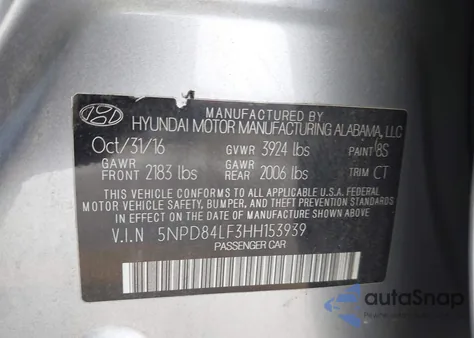 MANUFACTURED BY
HYUNDAI MOTOR MANUFACTURING ALABAMA, LLC
Oct/31/16 GVWR 3924 lbs PAINT 8S
GAWR FRONT 2183 lbs GAWR REAR 2006 lbs TRIM CT
THIS VEHICLE CONFORMS TO ALL APPLICABLE U.S.A. FEDERAL
MOTOR VEHICLE SAFETY, BUMPER, AND THEFT PREVENTION STANDARDS
IN EFFECT ON THE DATE OF MANUFACTURE SHOWN ABOVE.
V.I.N 5NPD84LF3HH153939
PASSENGER CAR
autoSnap